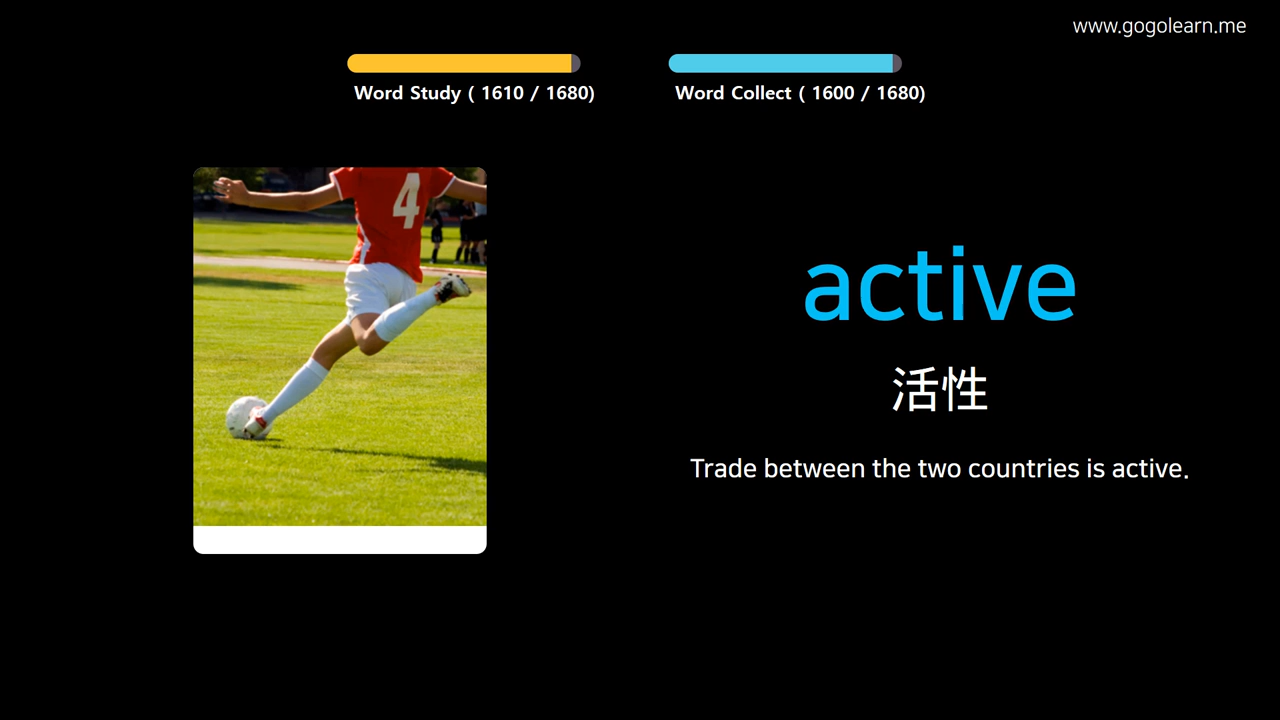 www.gogolearn.me
Word Study ( 1610 / 1680)
Word Collect ( 1600 / 1680)
4
active
活性
Trade between the two countries is active.